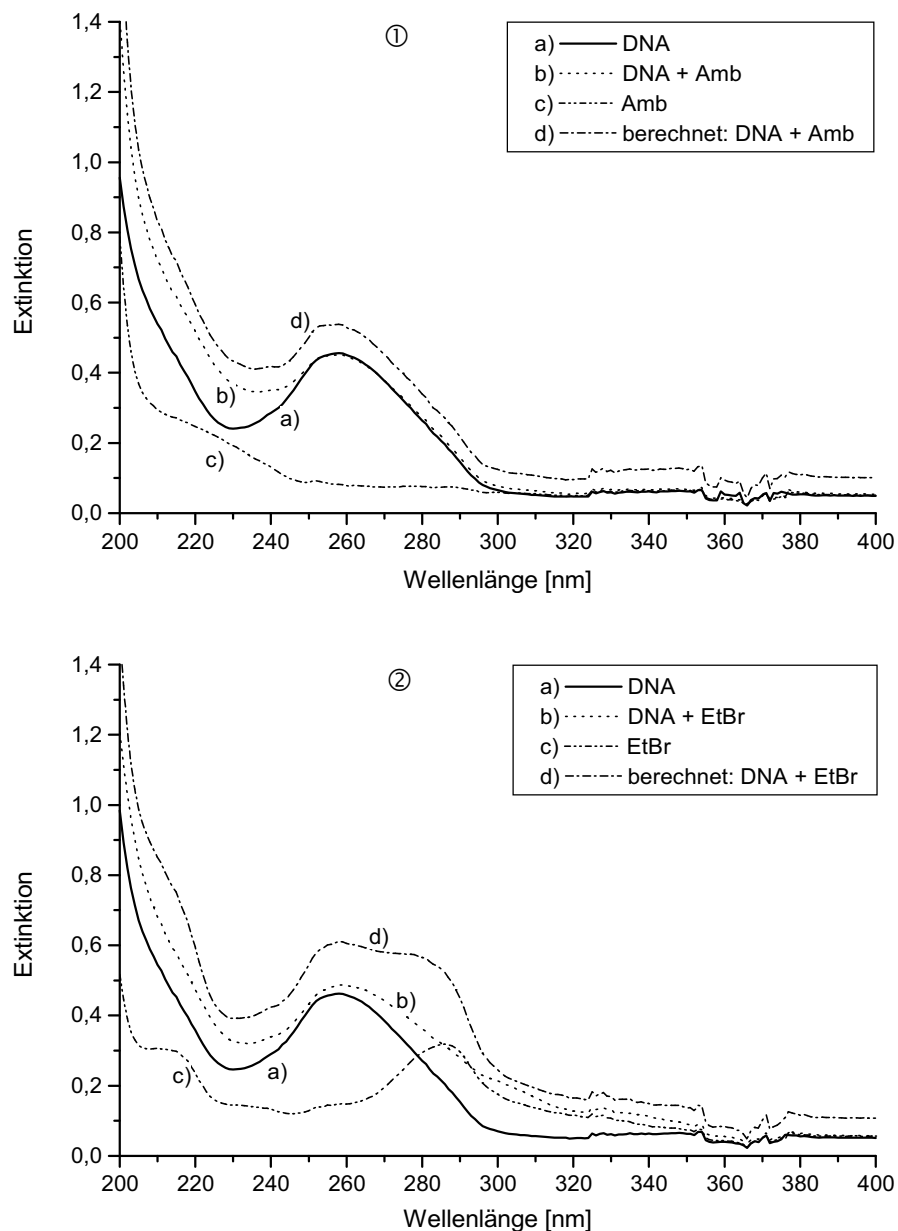 ①
a) DNA
b) DNA + Amb
c) Amb
d) berechnet: DNA + Amb
1,4
1,2
1,0
0,8
0,6
0,4
0,2
0,0
Extinktion
d)
b)
a)
c)
200 220 240 260 280 300 320 340 360 380 400
Wellenlänge [nm]
②
a) DNA
b) DNA + EtBr
c) EtBr
d) berechnet: DNA + EtBr
1,4
1,2
1,0
0,8
0,6
0,4
0,2
0,0
Extinktion
d)
b)
a)
c)
200 220 240 260 280 300 320 340 360 380 400
Wellenlänge [nm]